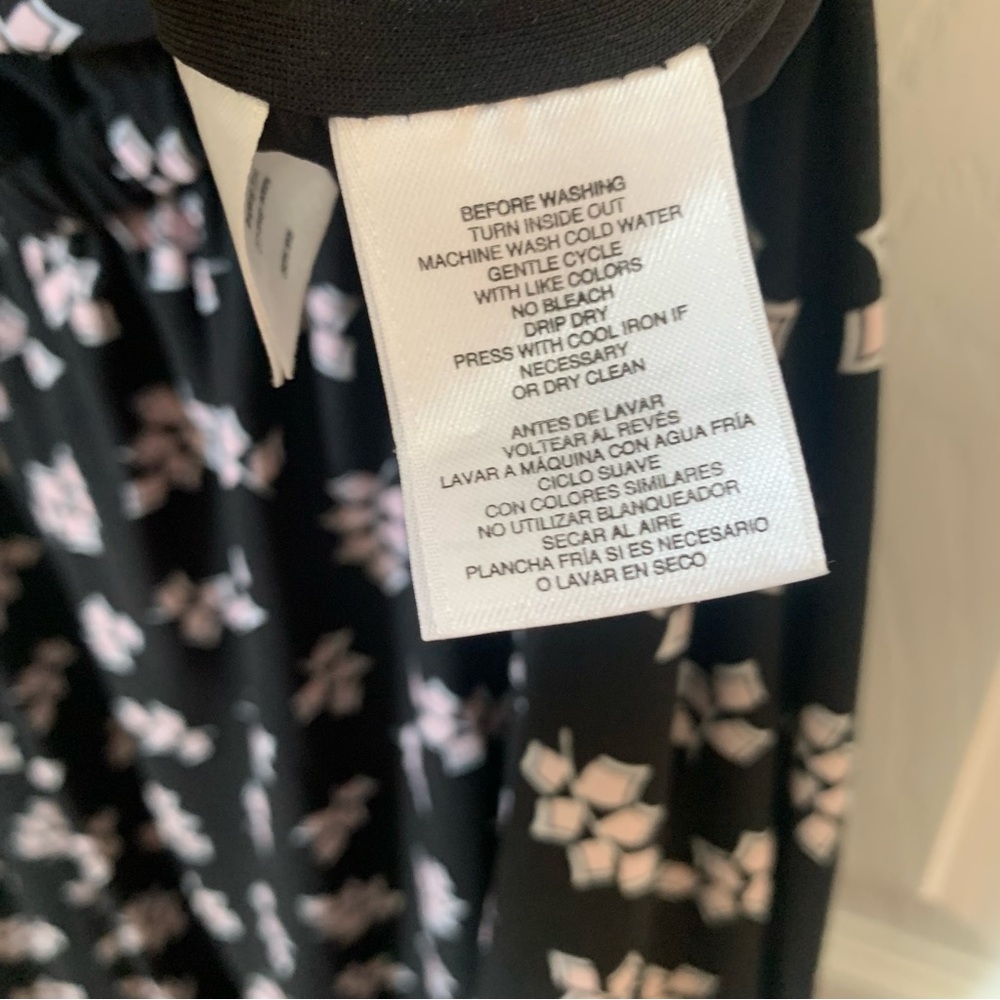 BEFORE WASHING
TURN INSIDE OUT
MACHINE WASH COLD WATER
GENTLE CYCLE
WITH LIKE COLORS
NO BLEACH
DRIP DRY
PRESS WITH COOL IRON IF
NECESSARY
OR DRY CLEAN
ANTES DE LAVAR
VOLTEAR AL REVÉS
LAVAR A MÁQUINA CON AGUA FRÍA
CICLO SUAVE
CON COLORES SIMILARES
NO UTILIZAR BLANQUEADOR
SECAR AL AIRE
PLANCHA FRÍA SI ES NECESARIO
O LAVAR EN SECO